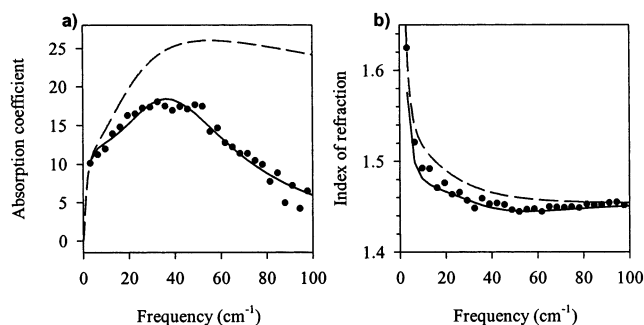 a)
Absorption coefficient
25
20
15
10
5
0
0 20 40 60 80 100
Frequency (cm⁻¹)
b)
Index of refraction
1.6
1.5
1.4
0 20 40 60 80 100
Frequency (cm⁻¹)